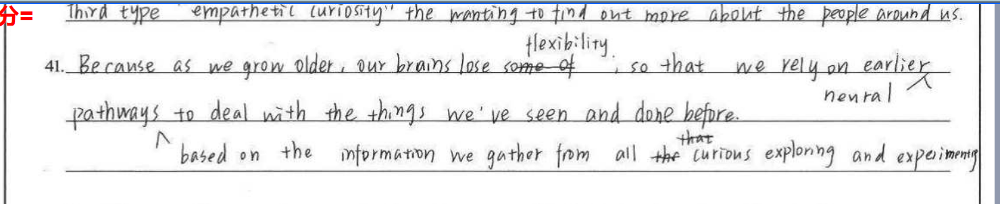 分=
Third type "empathetic curiosity" the wanting to find out more about the people around us.
flexibility
41. Because as we grow older, our brains lose some of , so that we rely on earlier
neural
pathways to deal with the things we've seen and done before.
that
based on the information we gather from all the curious exploring and experimenting